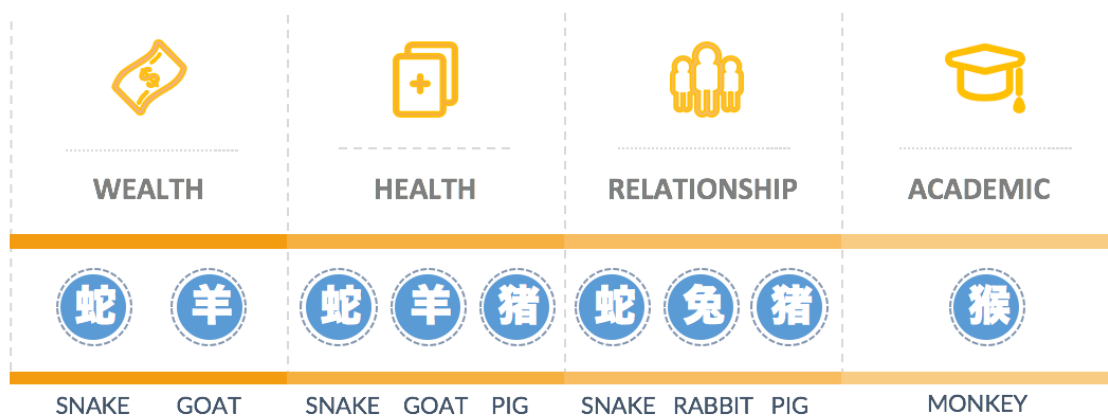 $
WEALTH HEALTH RELATIONSHIP ACADEMIC
蛇 羊 蛇 羊 猪 蛇 兔 猪 猴
SNAKE GOAT SNAKE GOAT PIG SNAKE RABBIT PIG MONKEY